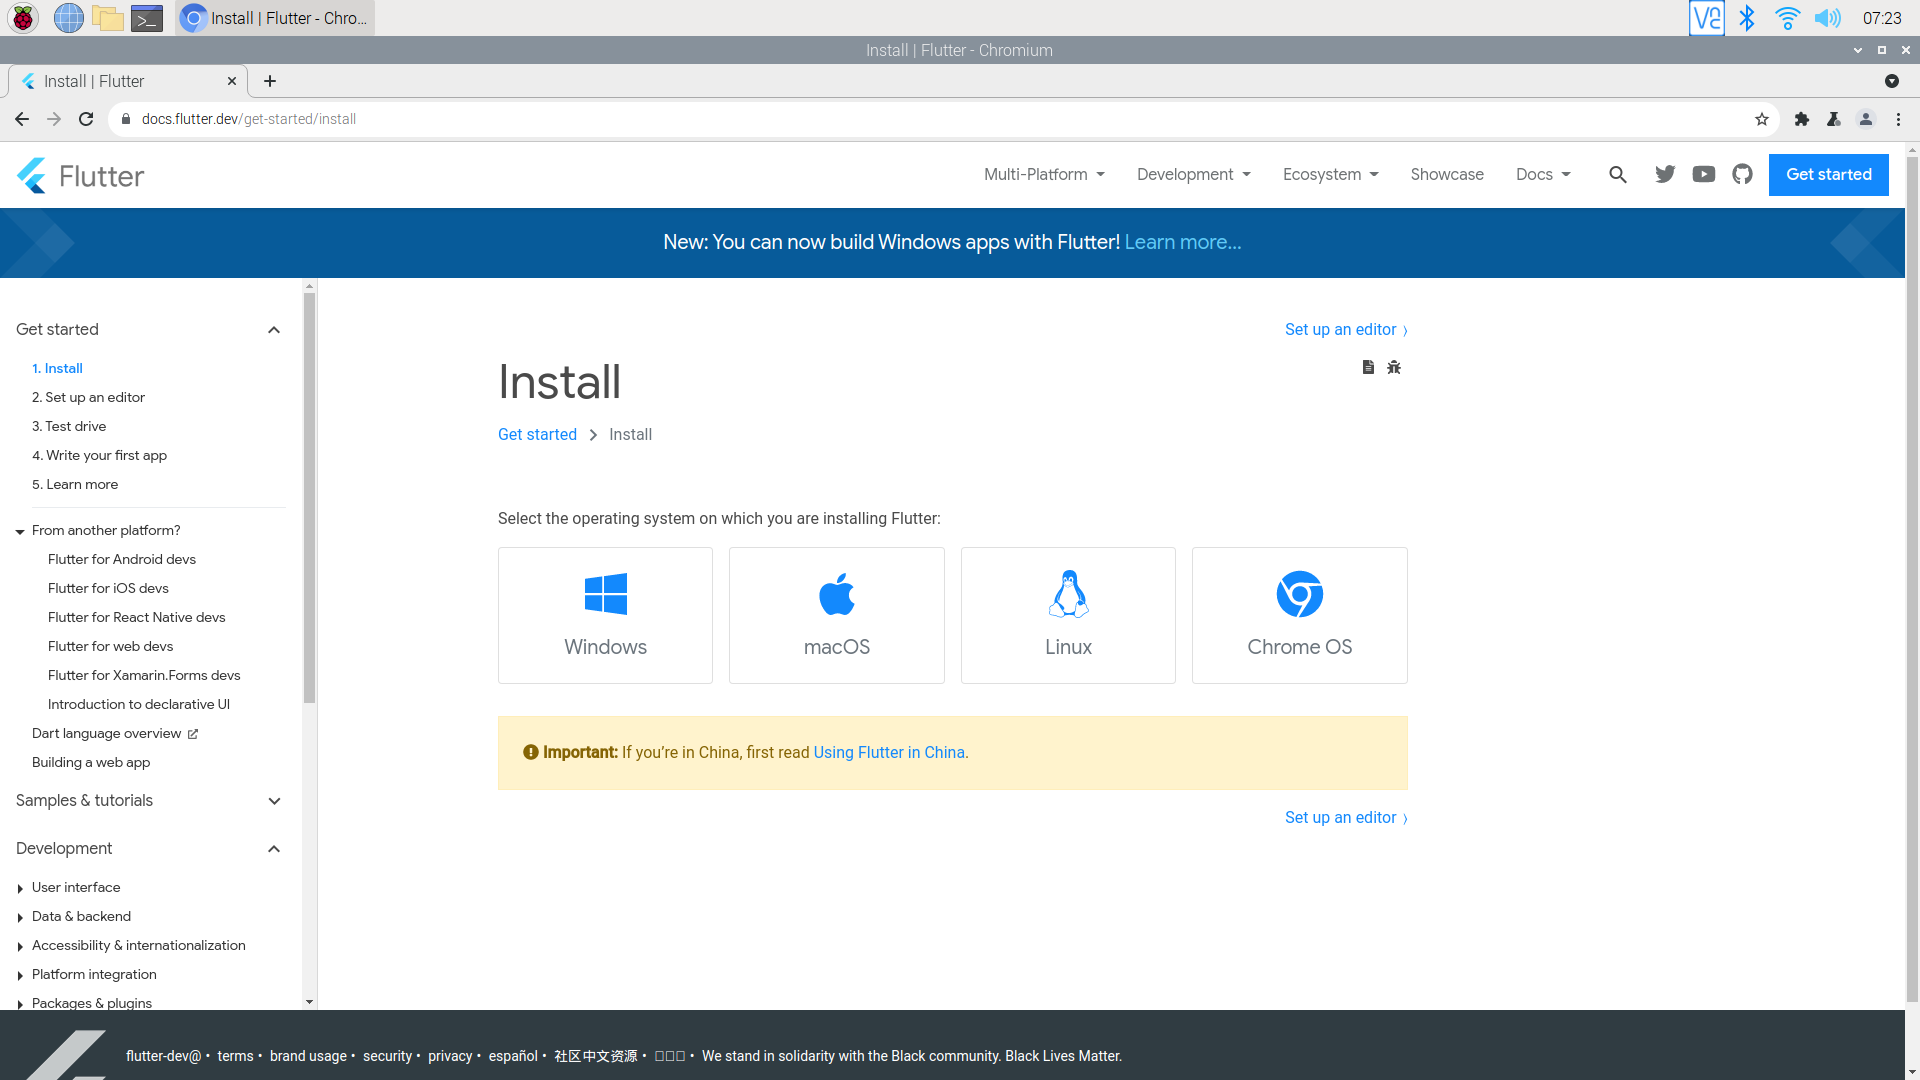 Install | Flutter - Chro...
07:23
Install | Flutter - Chromium
Install | Flutter
docs.flutter.dev/get-started/install
Flutter
Multi-Platform
Development
Ecosystem
Showcase
Docs
Get started
New: You can now build Windows apps with Flutter! Learn more...
Get started
1. Install
2. Set up an editor
3. Test drive
4. Write your first app
5. Learn more
From another platform?
Flutter for Android devs
Flutter for iOS devs
Flutter for React Native devs
Flutter for web devs
Flutter for Xamarin.Forms devs
Introduction to declarative UI
Dart language overview
Building a web app
Samples & tutorials
Development
User interface
Data & backend
Accessibility & internationalization
Platform integration
Packages & plugins
Set up an editor 〉
Install
Get started
Install
Select the operating system on which you are installing Flutter:
Windows
macOS
Linux
Chrome OS
Important: If you’re in China, first read Using Flutter in China.
Set up an editor 〉
flutter-dev@ • terms • brand usage • security • privacy • español • 社区中文资源 • □□□ • We stand in solidarity with the Black community. Black Lives Matter.